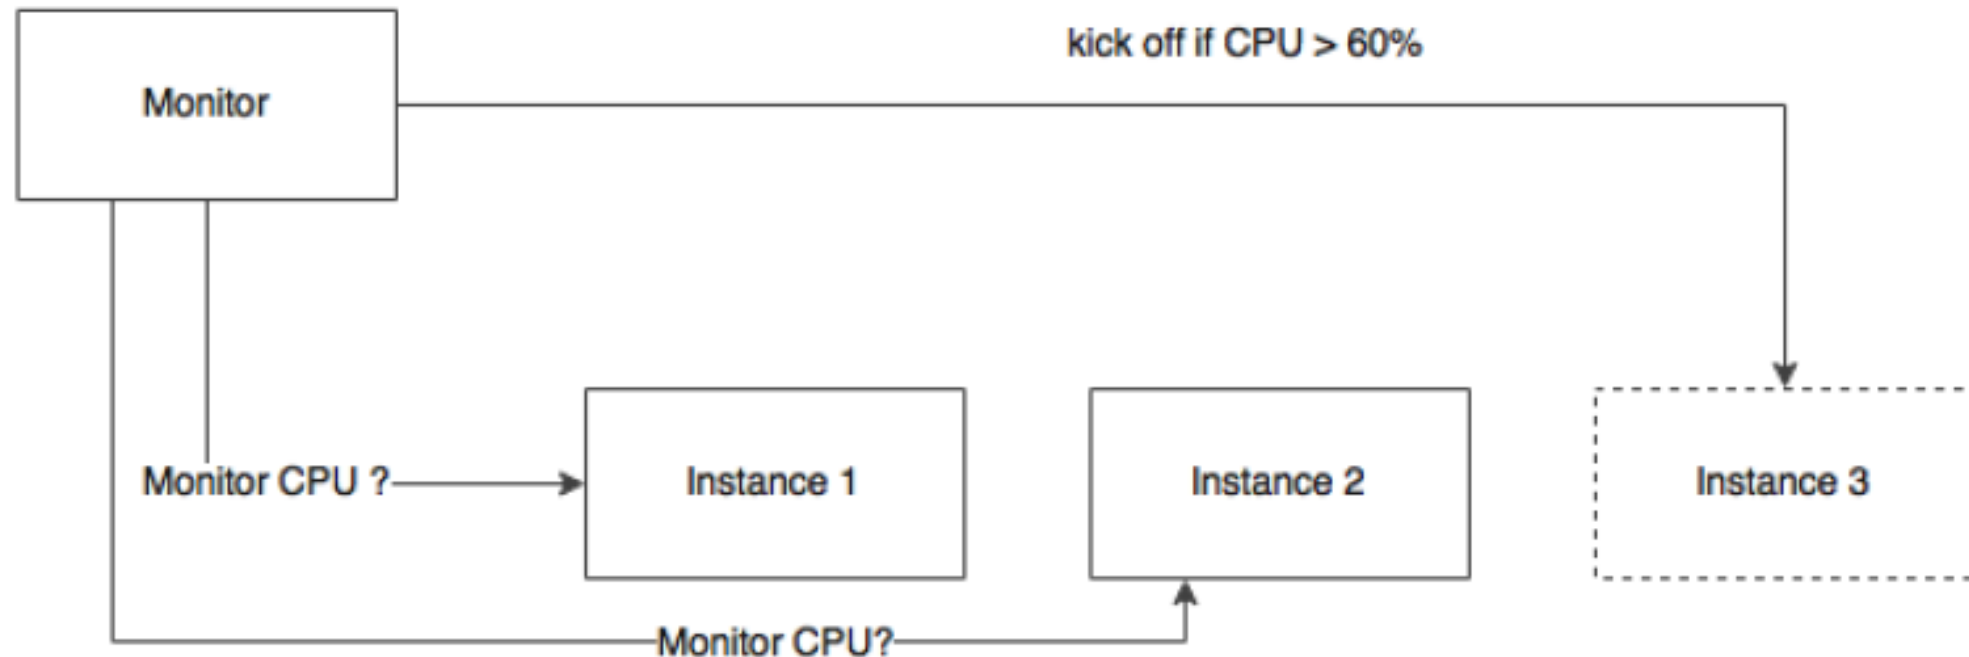 kick off if CPU > 60%
Monitor
Monitor CPU ?
Instance 1
Instance 2
Instance 3
Monitor CPU?